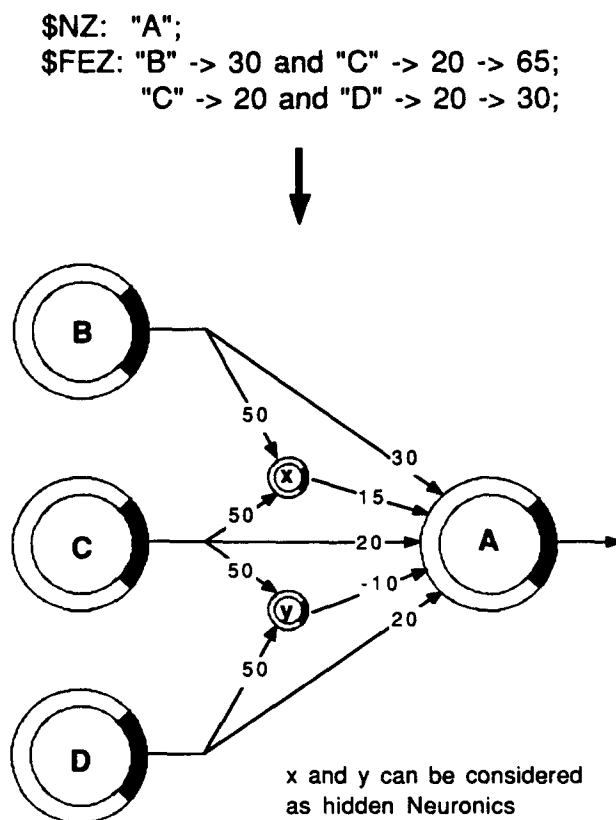 $NZ: "A";
$FEZ: "B" -> 30 and "C" -> 20 -> 65;
"C" -> 20 and "D" -> 20 -> 30;
B
50
30
x
15
50
C
20
A
50
-10
y
20
50
D
x and y can be considered
as hidden Neuronics